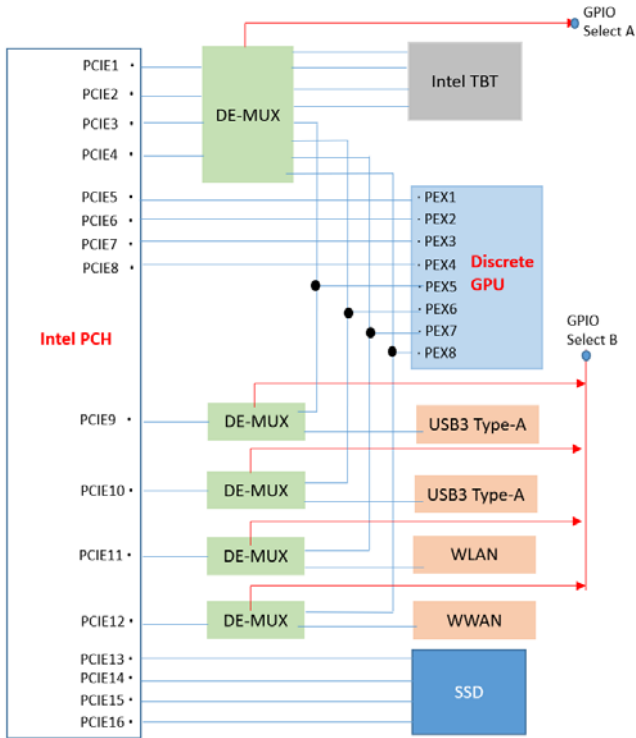 GPIO
Select A
PCIE1
PCIE2
PCIE3
PCIE4
DE-MUX
Intel TBT
PCIE5
PCIE6
PCIE7
PCIE8
PEX1
PEX2
PEX3
PEX4
PEX5
PEX6
PEX7
PEX8
Discrete
GPU
Intel PCH
GPIO
Select B
PCIE9
DE-MUX
USB3 Type-A
PCIE10
DE-MUX
USB3 Type-A
PCIE11
DE-MUX
WLAN
PCIE12
DE-MUX
WWAN
PCIE13
PCIE14
PCIE15
PCIE16
SSD